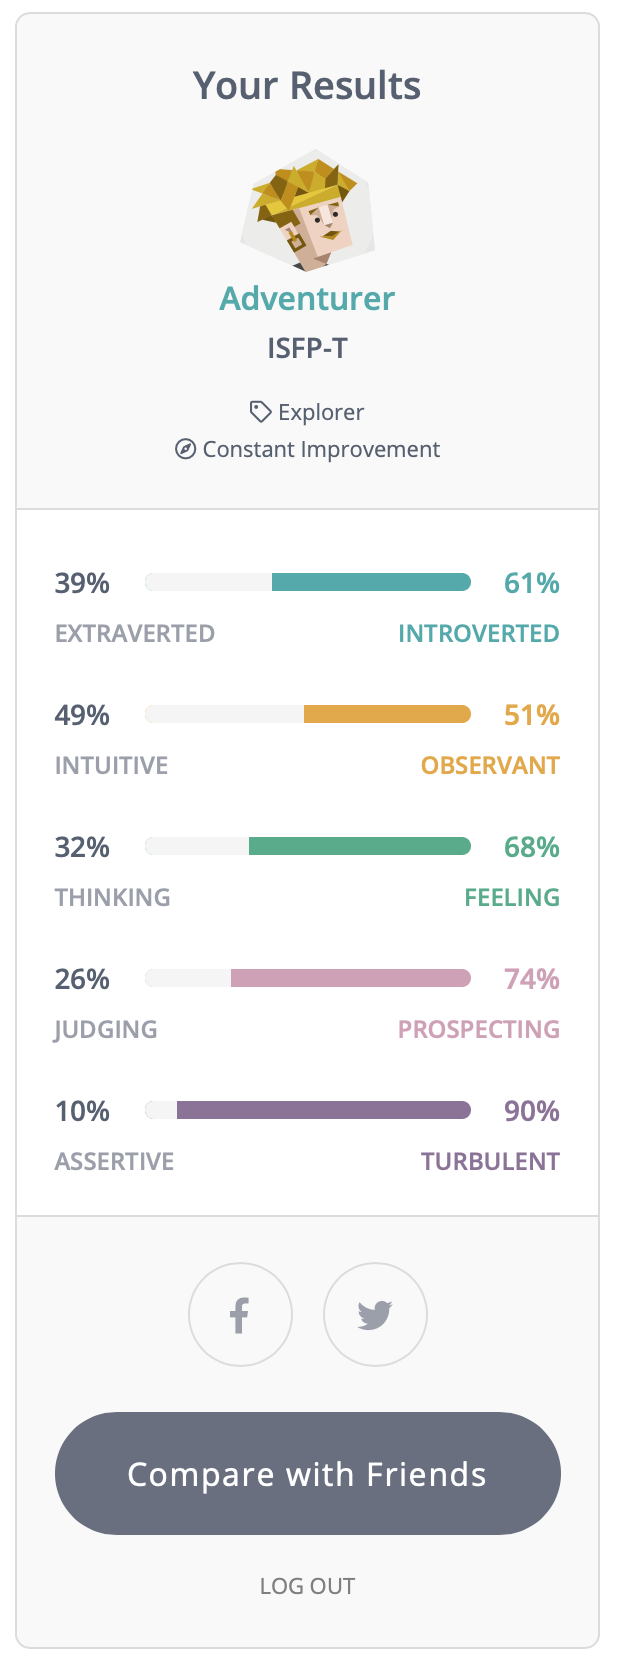 Your Results
Adventurer
ISFP-T
Explorer
Constant Improvement
39% 61%
EXTRAVERTED INTROVERTED
49% 51%
INTUITIVE OBSERVANT
32% 68%
THINKING FEELING
26% 74%
JUDGING PROSPECTING
10% 90%
ASSERTIVE TURBULENT
Compare with Friends
LOG OUT